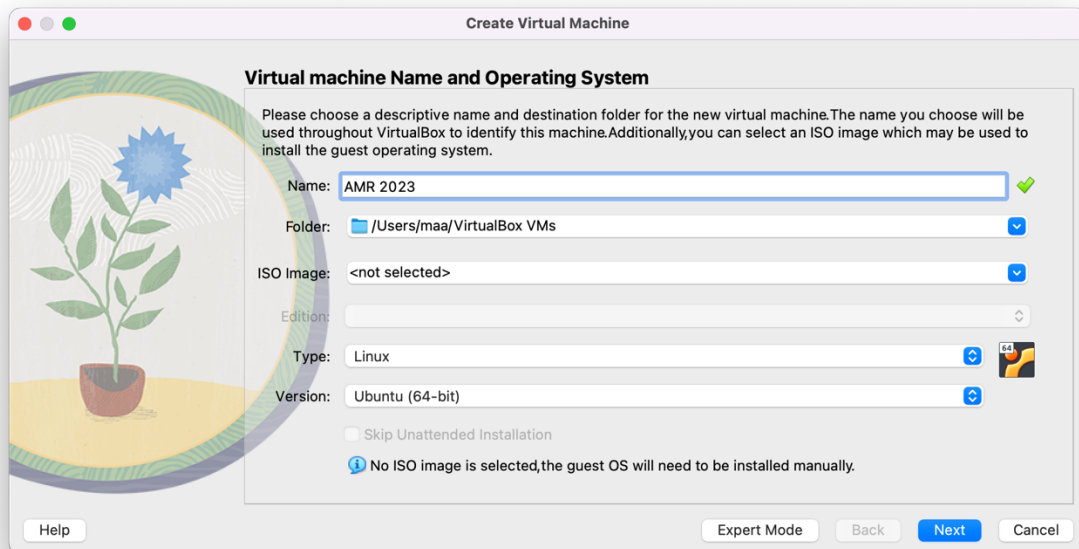 Create Virtual Machine
Virtual machine Name and Operating System
Please choose a descriptive name and destination folder for the new virtual machine.The name you choose will be
used throughout VirtualBox to identify this machine.Additionally,you can select an ISO image which may be used to
install the guest operating system.
Name: AMR 2023
Folder: /Users/maa/VirtualBox VMs
ISO Image: <not selected>
Edition:
Type: Linux
64
Version: Ubuntu (64-bit)
Skip Unattended Installation
No ISO image is selected,the guest OS will need to be installed manually.
Help Expert Mode Back Next Cancel